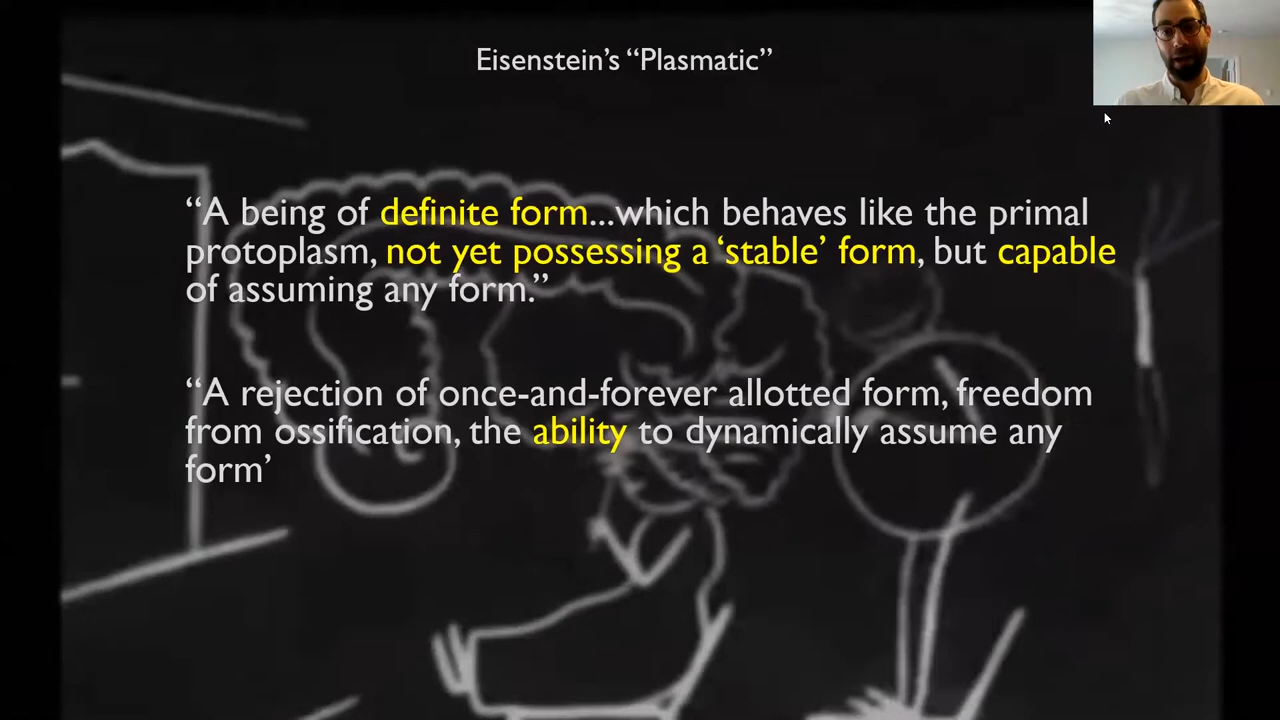 Eisenstein’s “Plasmatic”
“A being of definite form...which behaves like the primal
protoplasm, not yet possessing a ‘stable’ form, but capable
of assuming any form.”
“A rejection of once-and-forever allotted form, freedom
from ossification, the ability to dynamically assume any
form’